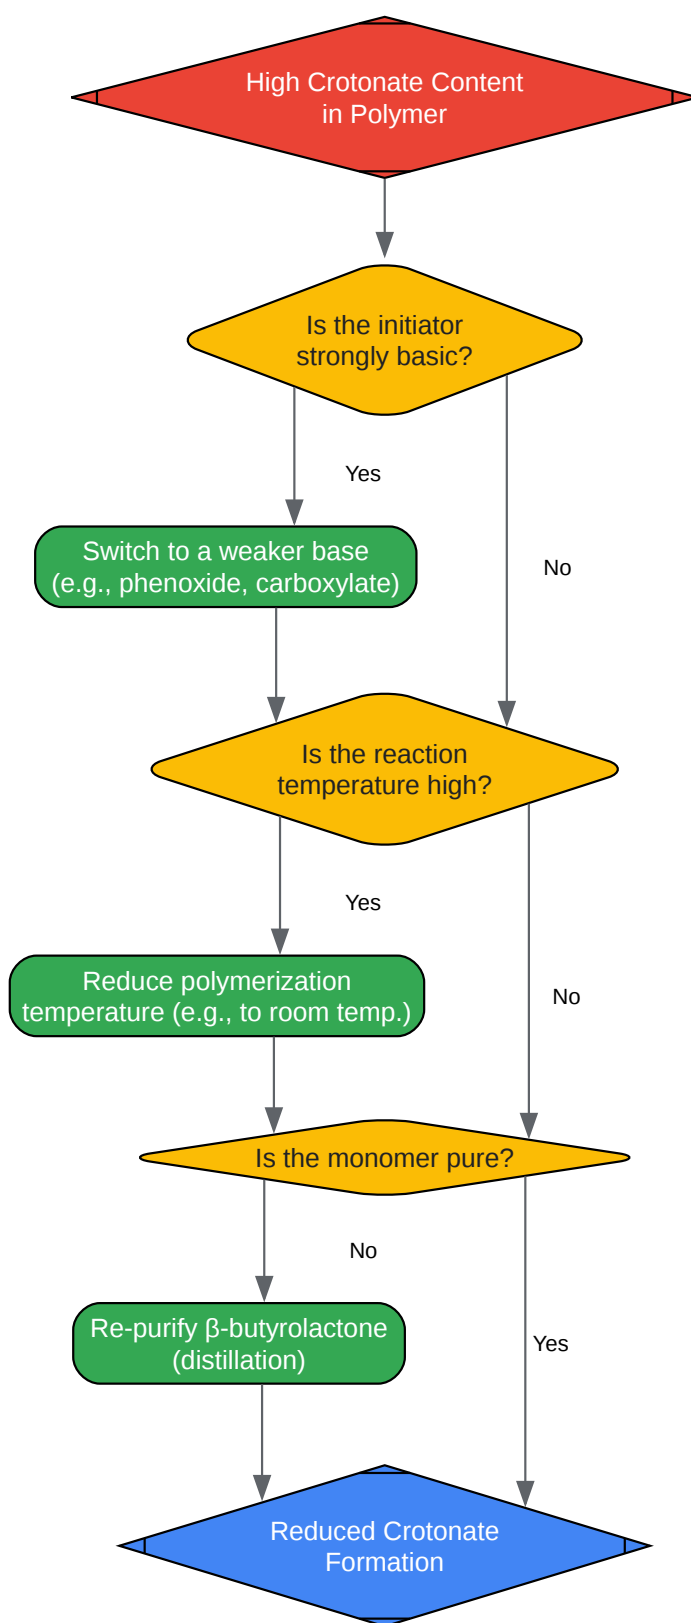 High Crotonate Content
in Polymer
Is the initiator
strongly basic?
Yes
Switch to a weaker base
(e.g., phenoxide, carboxylate)
No
Is the reaction
temperature high?
Yes
Reduce polymerization
temperature (e.g., to room temp.)
No
Is the monomer pure?
No
Re-purify β-butyrolactone
(distillation)
Yes
Reduced Crotonate
Formation